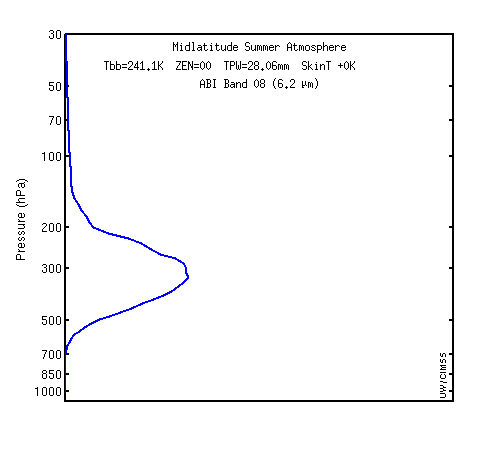 Midlatitude Summer Atmosphere
Tbb=241.1K ZEN=00 TPW=28.06mm SkinT +0K
ABI Band 08 (6.2 μm)
30
50
70
100
200
300
500
700
850
1000
Pressure (hPa)
UW/CIMSS